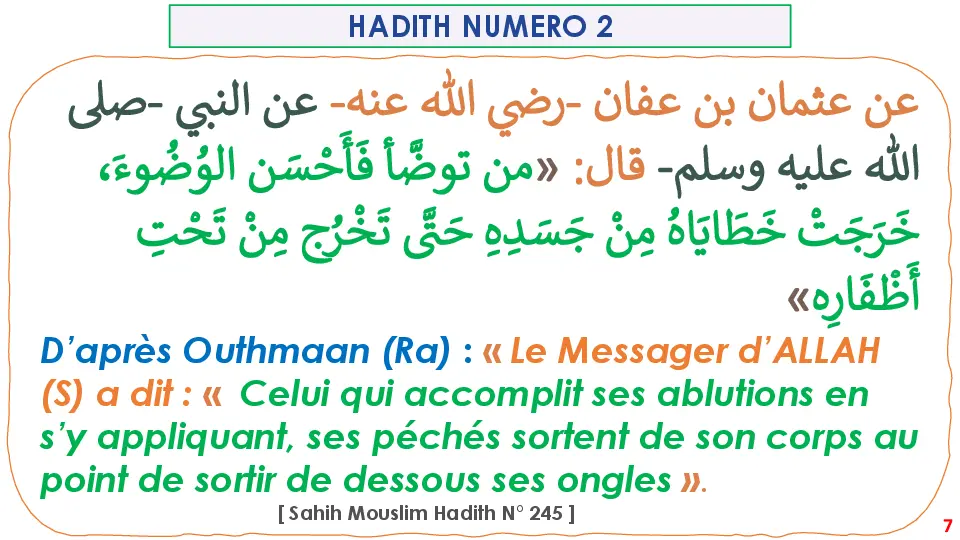 HADITH NUMERO 2
عن عثمان بن عفان -رضي الله عنه- عن النبي -صلى
الله عليه وسلم- قال: «من توضَّأ فَأَحْسَن الوُضُوءَ،
خَرَجَتْ خَطَايَاهُ مِنْ جَسَدِهِ حَتَّى تَخْرُج مِنْ تَحْتِ
أَظْفَارِه»
D’après Outhmaan (Ra) : « Le Messager d’ALLAH
(S) a dit : « Celui qui accomplit ses ablutions en
s’y appliquant, ses péchés sortent de son corps au
point de sortir de dessous ses ongles ».
[ Sahih Mouslim Hadith N° 245 ]
7